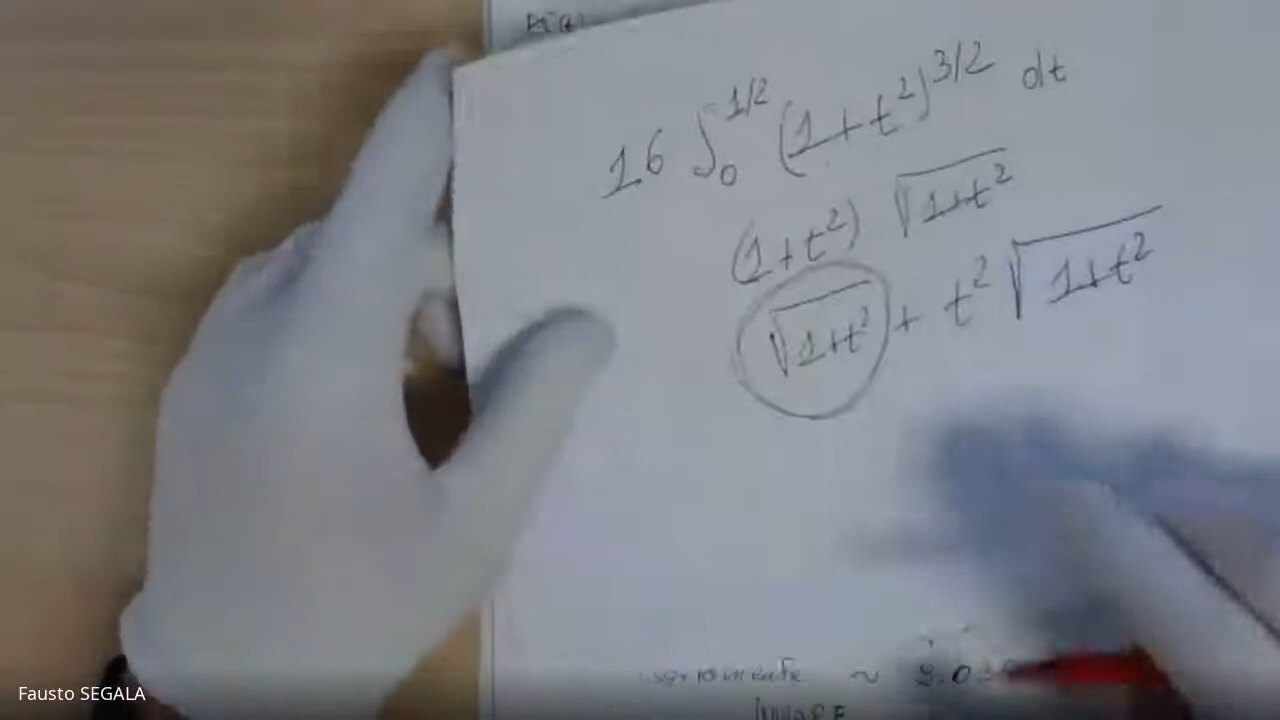 16 ∫₀^{1/2} (1+t²)^{3/2} dt
(1+t²) √(1+t²)
√(1+t²) + t² √(1+t²)
~
Fausto SEGALA